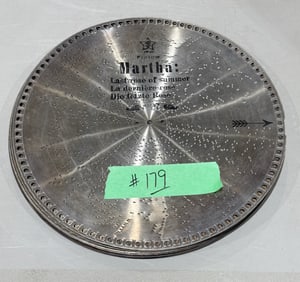 Martha:
Last rose of summer
La dernière rose
Die letzte Rose
#179